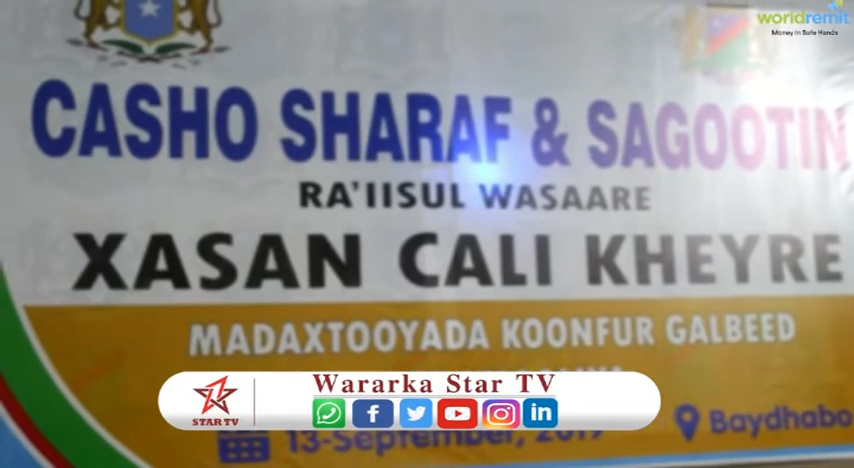 worldremit
Money in Safe Hands
CASHO SHARAF & SAGOOTIN
RA'IISUL WASAARE
XASAN CALI KHEYRE
MADAXTOOYADA KOONFUR GALBEED
Wararka Star TV
STAR TV
13-September, 2019
Baydhabo